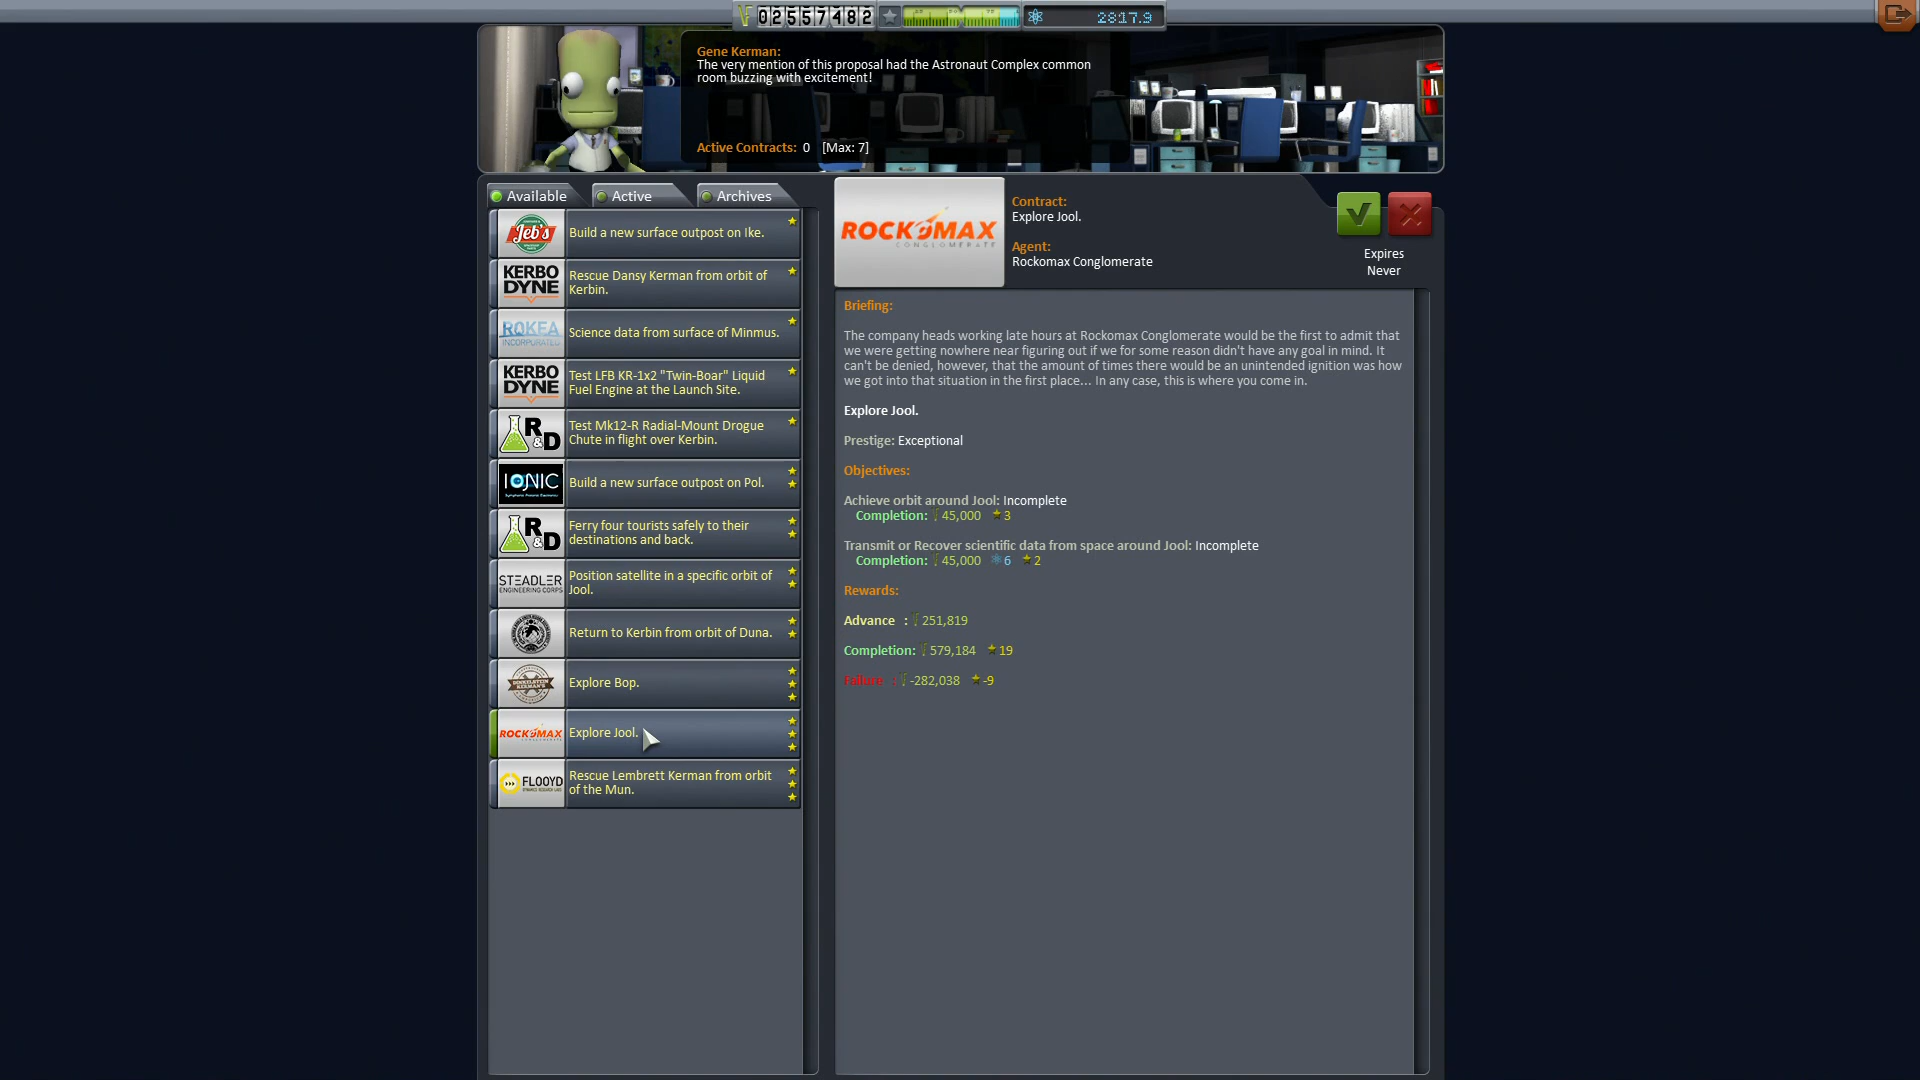 02557482
2817.9
Gene Kerman:
The very mention of this proposal had the Astronaut Complex common
room buzzing with excitement!
Active Contracts: 0 [Max: 7]
Available
Active
Archives
Jeb's
Build a new surface outpost on Ike.
KERBO
DYNE
Rescue Dansy Kerman from orbit of
Kerbin.
ROKEA
INCORPORATED
Science data from surface of Minmus.
KERBO
DYNE
Test LFB KR-1x2 "Twin-Boar" Liquid
Fuel Engine at the Launch Site.
R&D
Test Mk12-R Radial-Mount Drogue
Chute in flight over Kerbin.
IONIC
Build a new surface outpost on Pol.
R&D
Ferry four tourists safely to their
destinations and back.
STEADLER
ENGINEERING CORPS
Position satellite in a specific orbit of
Jool.
Return to Kerbin from orbit of Duna.
Explore Bop.
ROCKOMAX
CONGLOMERATE
Explore Jool.
FLOOYD
Rescue Lembrett Kerman from orbit
of the Mun.
ROCKOMAX
CONGLOMERATE
Contract:
Explore Jool.
Agent:
Rockomax Conglomerate
Expires
Never
Briefing:
The company heads working late hours at Rockomax Conglomerate would be the first to admit that
we were getting nowhere near figuring out if we for some reason didn't have any goal in mind. It
can't be denied, however, that the amount of times there would be an unintended ignition was how
we got into that situation in the first place... In any case, this is where you come in.
Explore Jool.
Prestige: Exceptional
Objectives:
Achieve orbit around Jool: Incomplete
Completion: 45,000 3
Transmit or Recover scientific data from space around Jool: Incomplete
Completion: 45,000 6 2
Rewards:
Advance : 251,819
Completion: 579,184 19
Failure : -282,038 -9